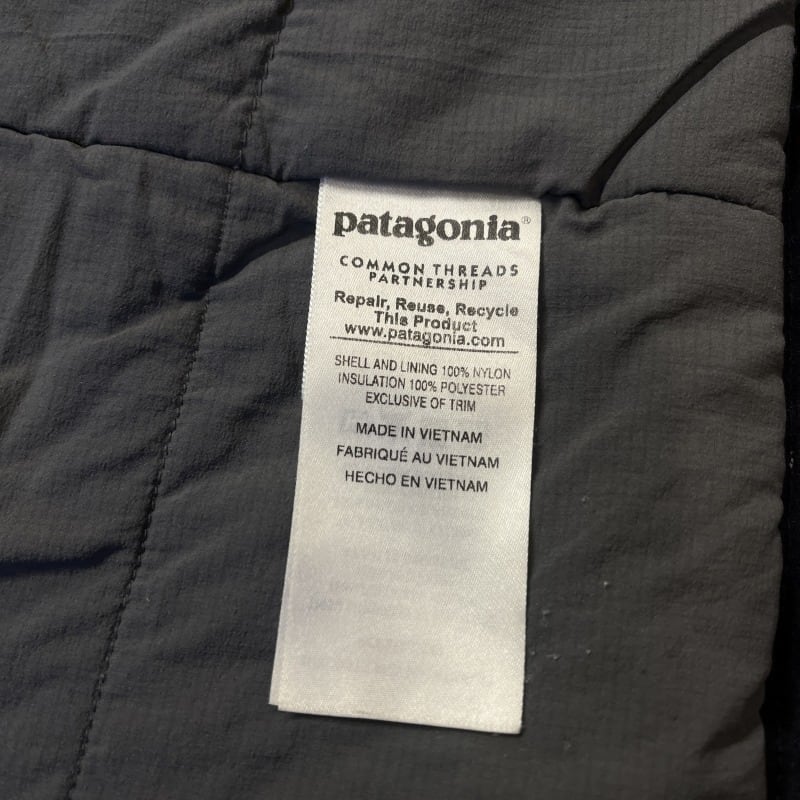 patagonia®
COMMON THREADS
PARTNERSHIP
Repair, Reuse, Recycle
This Product
www.patagonia.com
SHELL AND LINING 100% NYLON
INSULATION 100% POLYESTER
EXCLUSIVE OF TRIM
MADE IN VIETNAM
FABRIQUÉ AU VIETNAM
HECHO EN VIETNAM